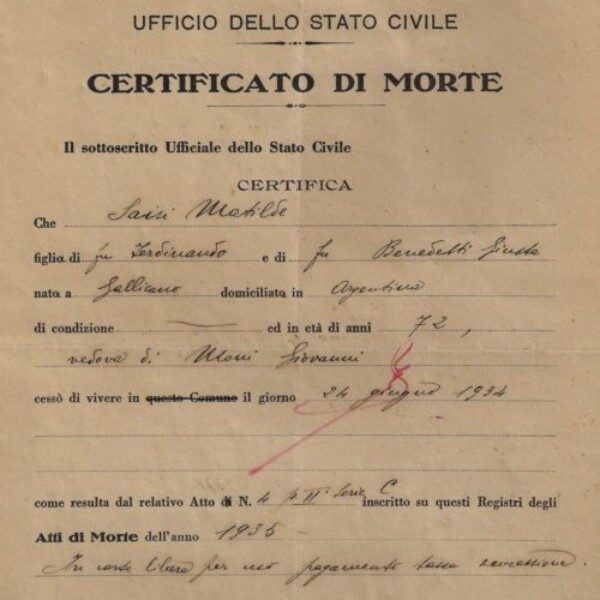 UFFICIO DELLO STATO CIVILE
CERTIFICATO DI MORTE
Il sottoscritto Ufficiale dello Stato Civile
CERTIFICA
Che Saisi Matilde
figlia di fu Ferdinando e di fu Benedetti Giusta
nata a Gallicano domiciliata in Argentina
di condizione ed in età di anni 72,
vedova di Moni Giovanni
cessò di vivere in questo Comune il giorno 24 giugno 1934
come resulta dal relativo Atto di N. 4 p II Serie C inscritto su questi Registri degli
Atti di Morte dell'anno 1935
In carta libera per uso pagamento tassa successione.